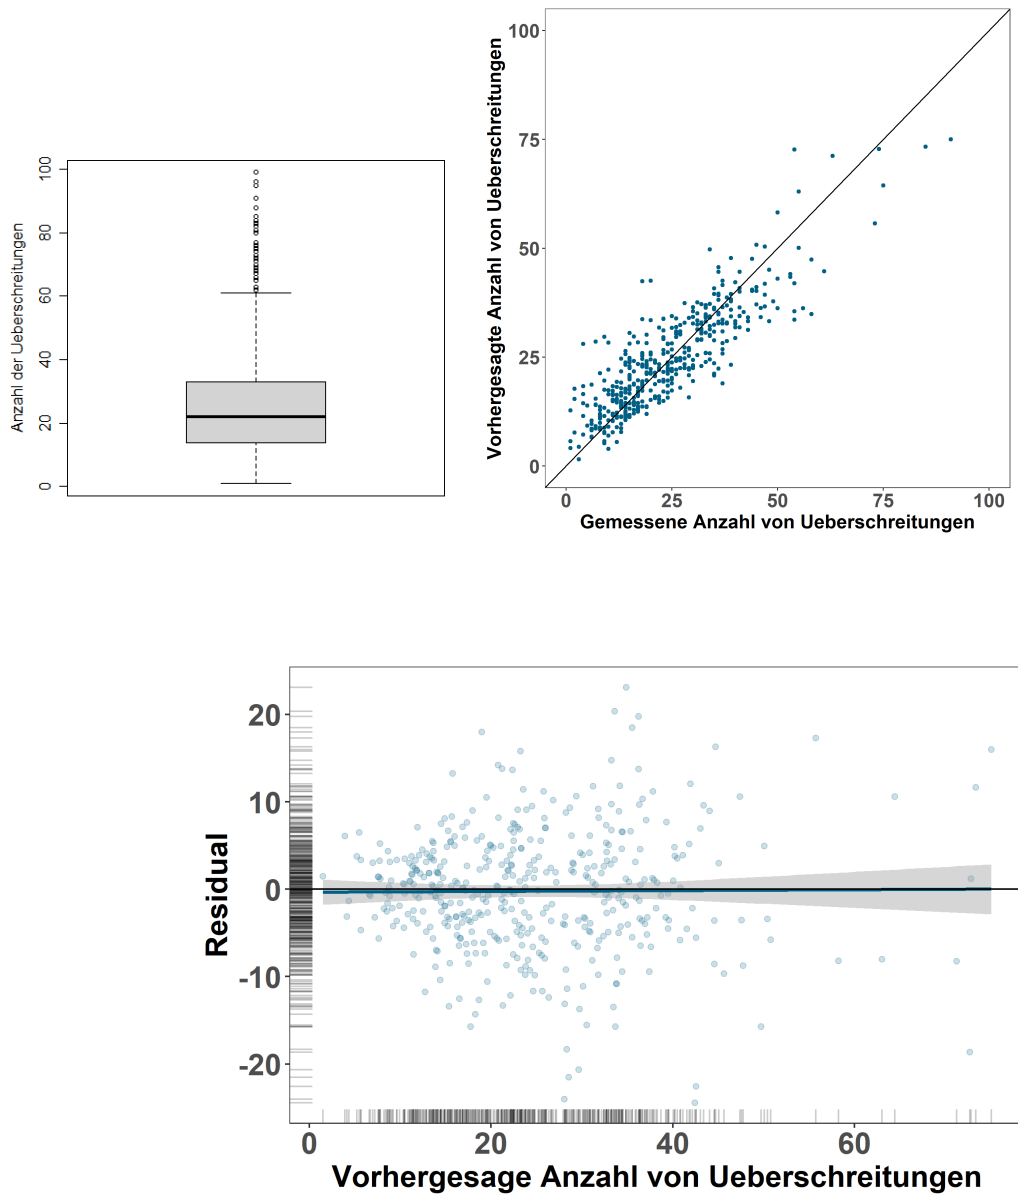 Anzahl der Ueberschreitungen
100
80
60
40
20
0
Vorhergesagte Anzahl von Ueberschreitungen
100
75
50
25
0
0 25 50 75 100
Gemessene Anzahl von Ueberschreitungen
Residual
20
10
0
-10
-20
0 20 40 60
Vorhergesage Anzahl von Ueberschreitungen